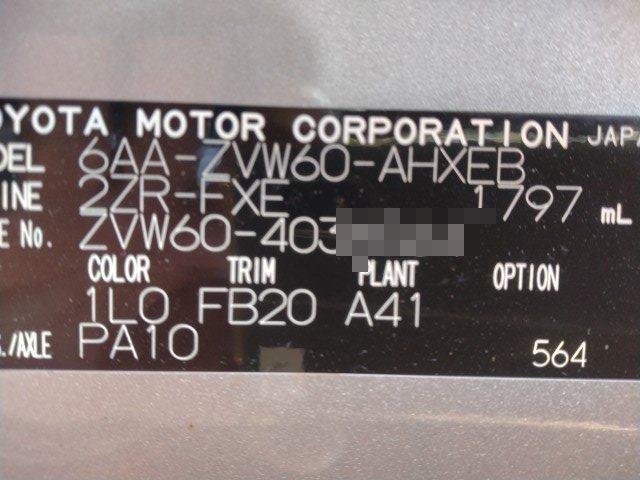 OYOTA MOTOR CORPORATION JAPA
DEL 6AA-ZVW60-AHXEB
INE 2ZR-FXE 1797 mL
E No. ZVW60-403
COLOR TRIM PLANT OPTION
1L0 FB20 A41
./AXLE PA10 564